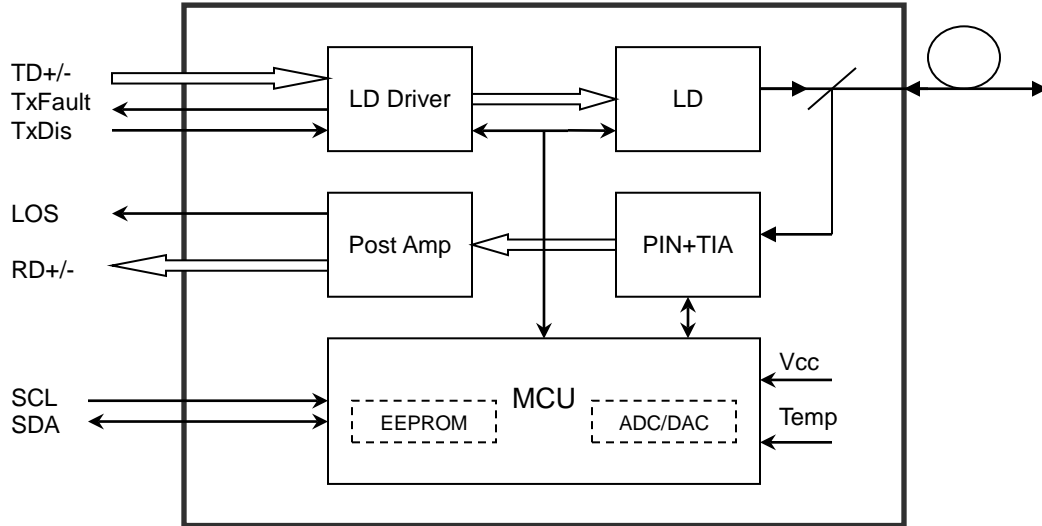 TD+/-
TxFault
TxDis
LD Driver
LD
LOS
RD+/-
Post Amp
PIN+TIA
SCL
SDA
MCU
EEPROM
ADC/DAC
Vcc
Temp